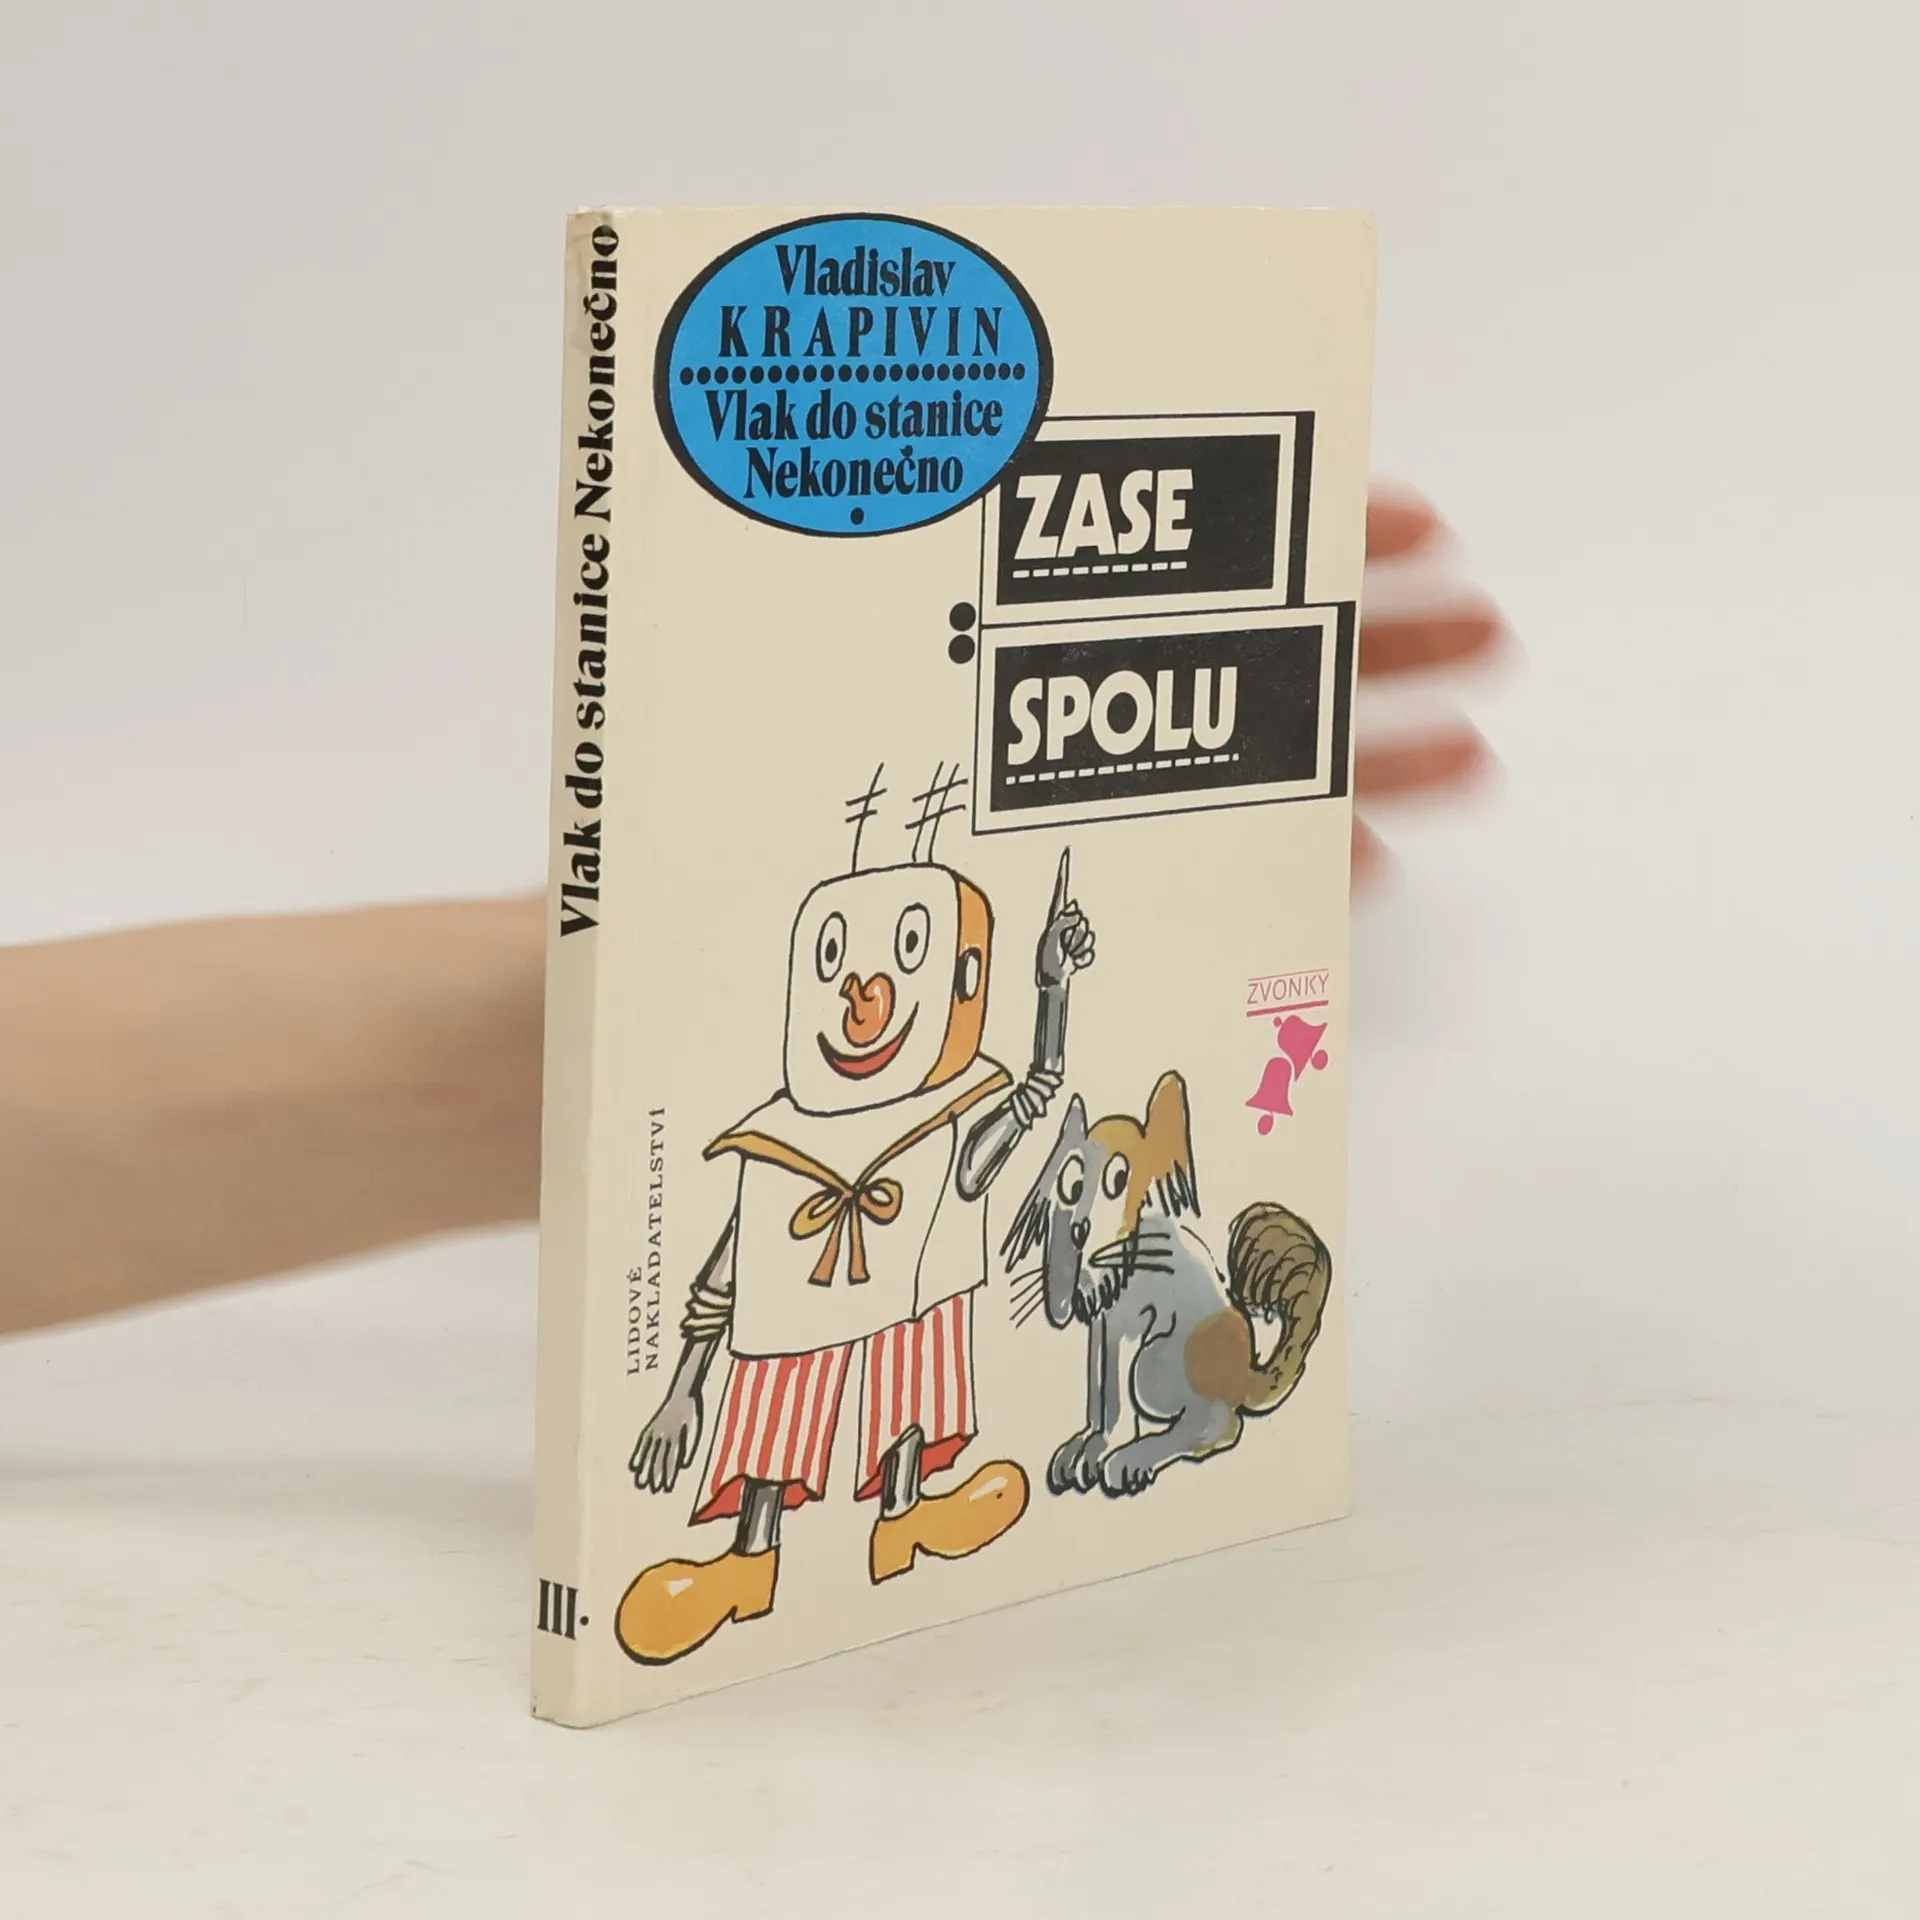 Vlak do stanice Nekonečno
III.
Vladislav
KRAPIVIN
Vlak do stanice
Nekonečno
ZASE
SPOLU
ZVONKY
LIDOVÉ
NAKLADATELSTVÍ